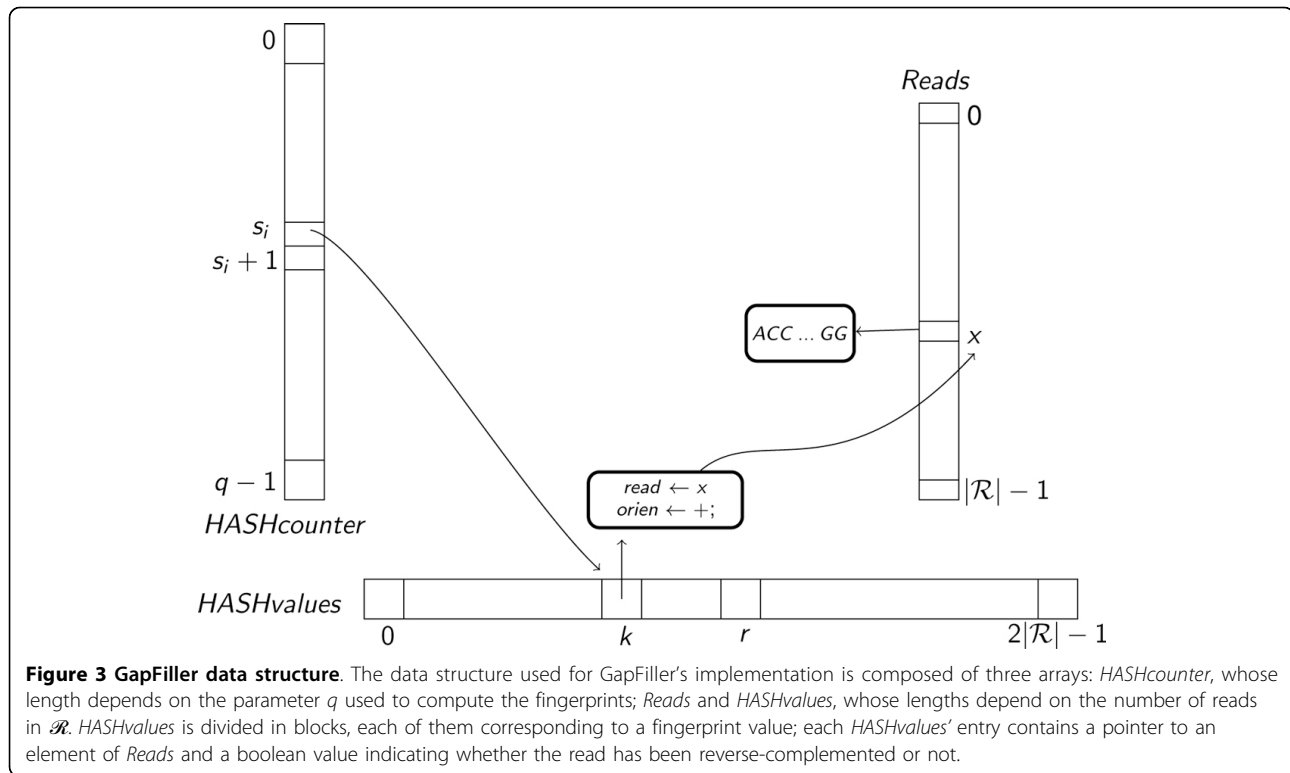 0
Reads
0
s_i
s_i + 1
ACC ... GG
x
q − 1
read ← x
orien ← +;
|R| − 1
HASHcounter
HASHvalues
0
k
r
2|R| − 1
Figure 3 GapFiller data structure. The data structure used for GapFiller's implementation is composed of three arrays: HASHcounter, whose
length depends on the parameter q used to compute the fingerprints; Reads and HASHvalues, whose lengths depend on the number of reads
in ℛ. HASHvalues is divided in blocks, each of them corresponding to a fingerprint value; each HASHvalues' entry contains a pointer to an
element of Reads and a boolean value indicating whether the read has been reverse-complemented or not.